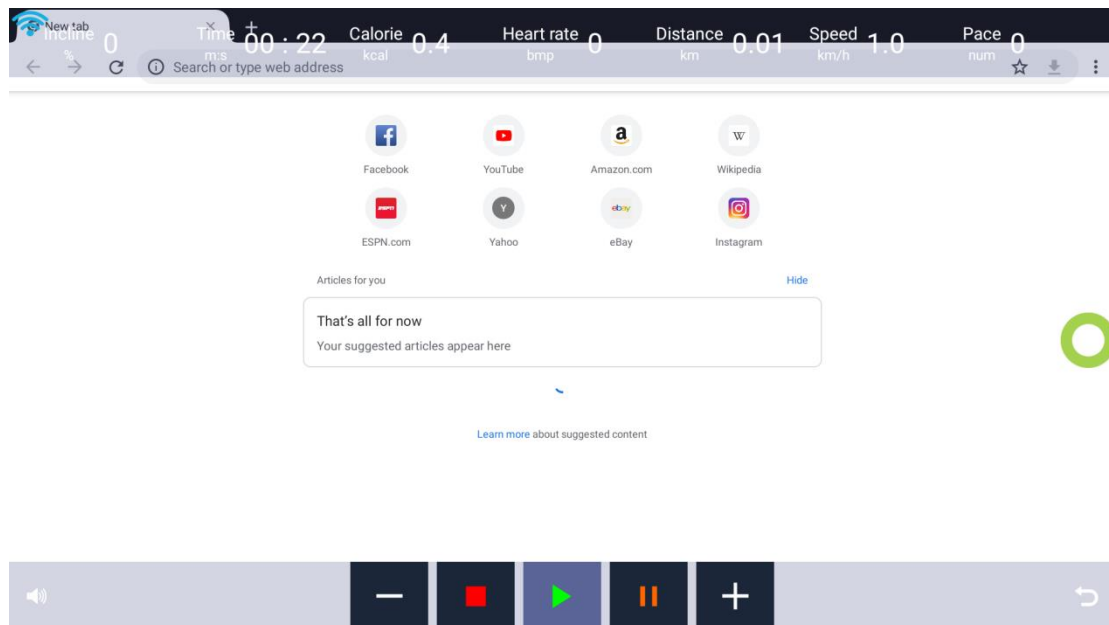 New tab
Incline 0 Time 00 : 22 Calorie 0.4 Heart rate 0 Distance 0.01 Speed 1.0 Pace 0
% m:s kcal bmp km km/h num
Search or type web address
Facebook YouTube Amazon.com Wikipedia
ESPN.com Yahoo eBay Instagram
Articles for you Hide
That's all for now
Your suggested articles appear here
Learn more about suggested content